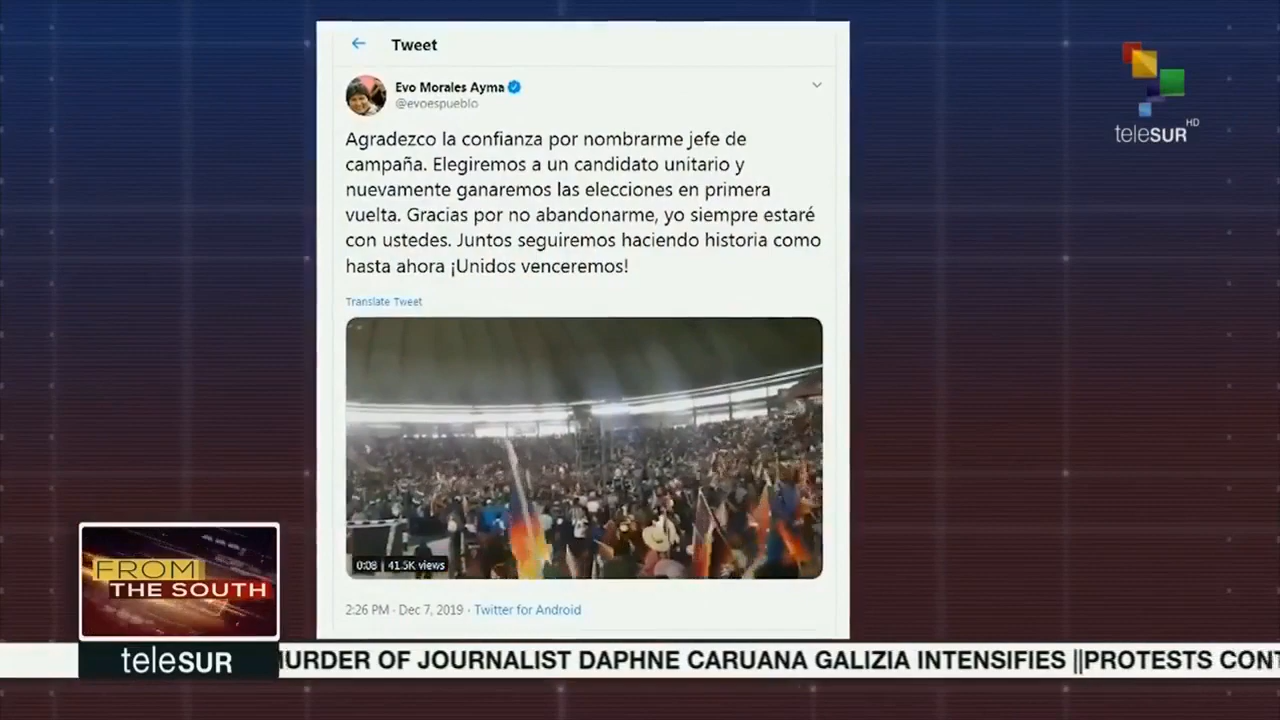 Tweet
Evo Morales Ayma
@evoespueblo
Agradezco la confianza por nombrarme jefe de
campaña. Elegiremos a un candidato unitario y
nuevamente ganaremos las elecciones en primera
vuelta. Gracias por no abandonarme, yo siempre estaré
con ustedes. Juntos seguiremos haciendo historia como
hasta ahora ¡Unidos venceremos!
Translate Tweet
0:08 41.5K views
2:26 PM · Dec 7, 2019 · Twitter for Android
teleSUR HD
FROM
THE SOUTH
teleSUR
MURDER OF JOURNALIST DAPHNE CARUANA GALIZIA INTENSIFIES ||PROTESTS CONT